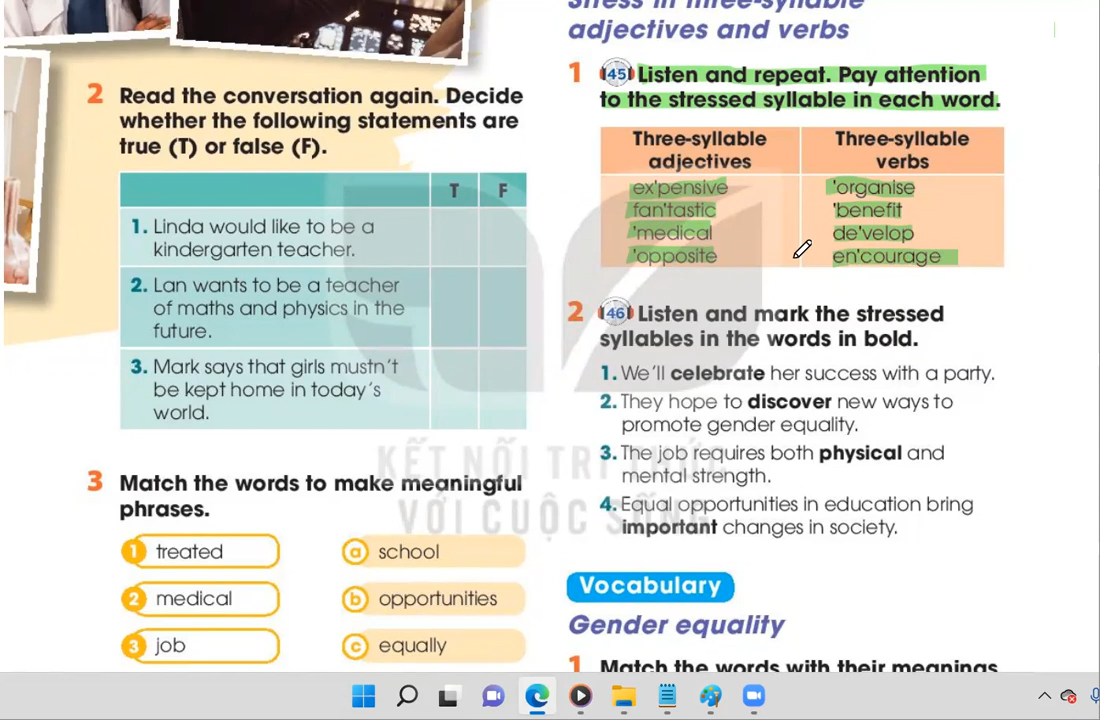 2 Read the conversation again. Decide
whether the following statements are
true (T) or false (F).
T F
1. Linda would like to be a
kindergarten teacher.
2. Lan wants to be a teacher
of maths and physics in the
future.
3. Mark says that girls mustn't
be kept home in today's
world.
3 Match the words to make meaningful
phrases.
1 treated a school
2 medical b opportunities
3 job c equally
Stress in three-syllable
adjectives and verbs
1 45 Listen and repeat. Pay attention
to the stressed syllable in each word.
Three-syllable Three-syllable
adjectives verbs
ex'pensive 'organise
fan'tastic 'benefit
'medical de'velop
'opposite en'courage
2 46 Listen and mark the stressed
syllables in the words in bold.
1. We'll celebrate her success with a party.
2. They hope to discover new ways to
promote gender equality.
3. The job requires both physical and
mental strength.
4. Equal opportunities in education bring
important changes in society.
Vocabulary
Gender equality
1 Match the words with their meanings
KẾT NỐI TRI THỨC
VỚI CUỘC SỐNG